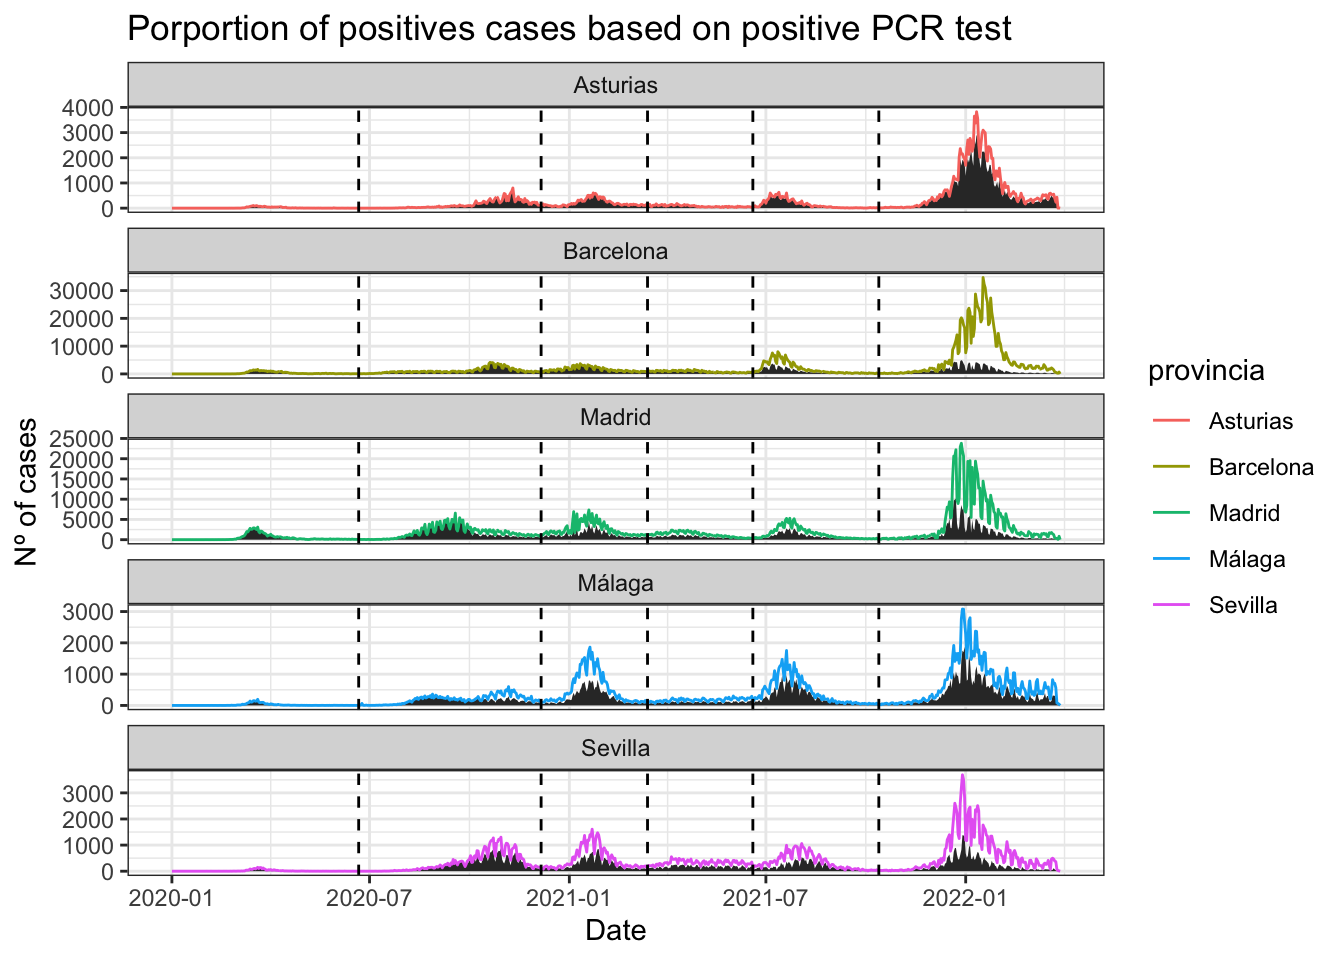 Porportion of positives cases based on positive PCR test
Asturias
4000
3000
2000
1000
0
Barcelona
30000
20000
10000
0
Madrid
25000
20000
15000
10000
5000
0
Málaga
3000
2000
1000
0
Sevilla
3000
2000
1000
0
2020-01 2020-07 2021-01 2021-07 2022-01
Date
Nº of cases
provincia
Asturias
Barcelona
Madrid
Málaga
Sevilla